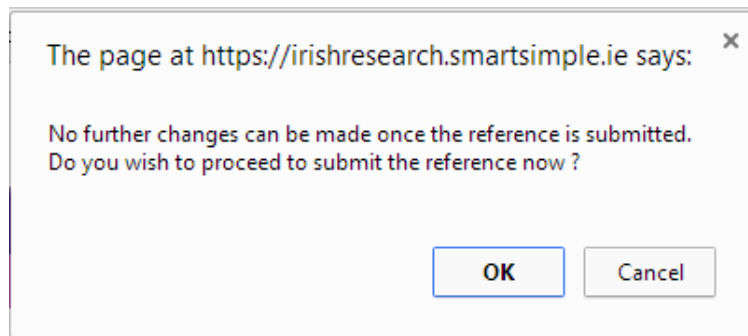 The page at https://irishresearch.smartsimple.ie says:
No further changes can be made once the reference is submitted.
Do you wish to proceed to submit the reference now ?
OK
Cancel